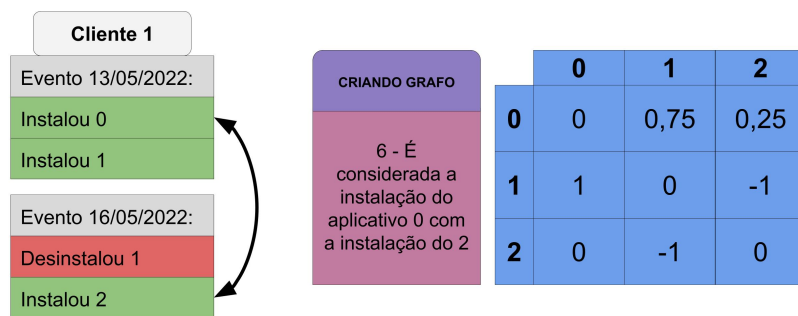 Cliente 1
Evento 13/05/2022:
Instalou 0
Instalou 1
Evento 16/05/2022:
Desinstalou 1
Instalou 2
CRIANDO GRAFO
6 - É
considerada a
instalação do
aplicativo 0 com
a instalação do 2
0 1 2
0 0 0,75 0,25
1 1 0 -1
2 0 -1 0